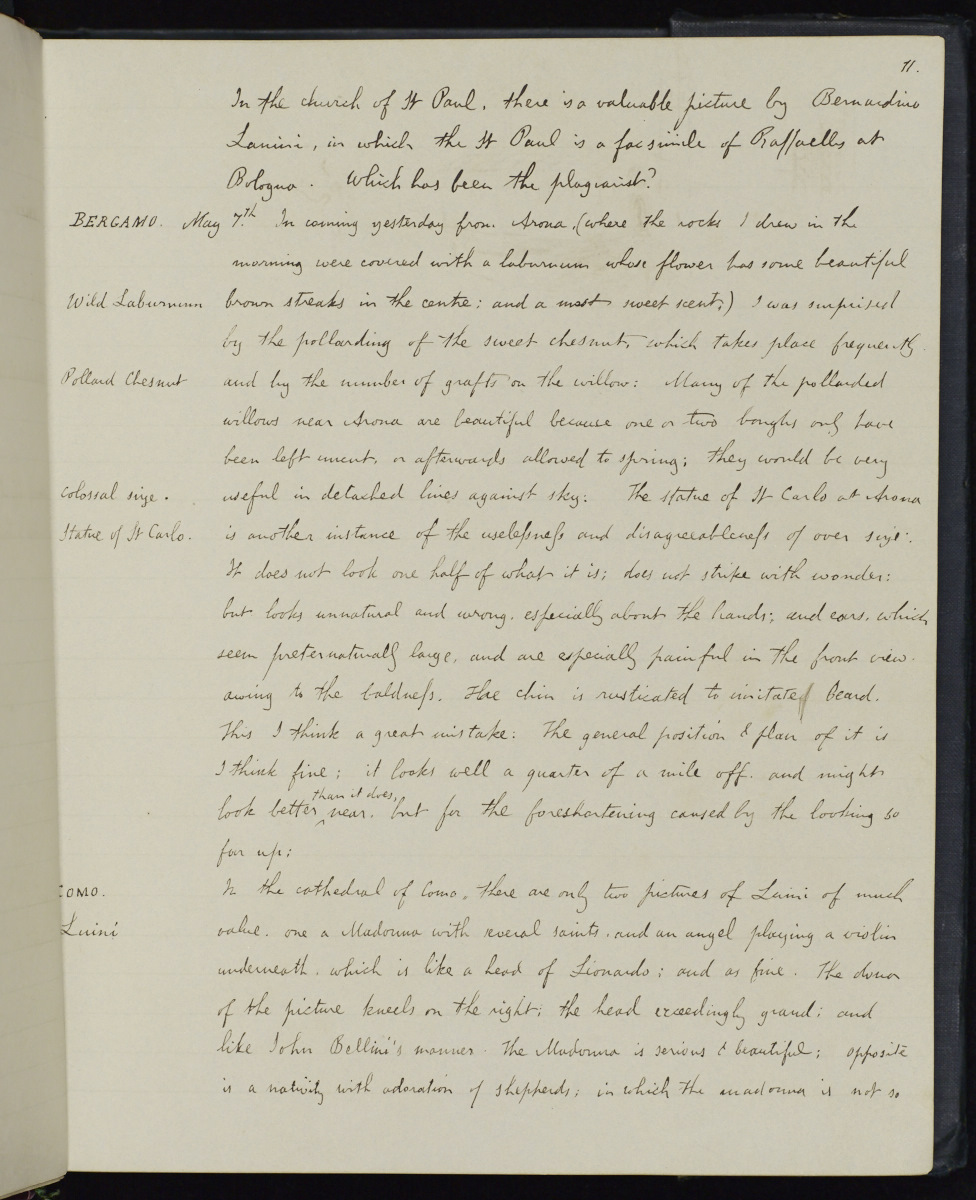 11.
In the church of St Paul, there is a valuable picture by Bernardino
Lanini, in which the St Paul is a facsimile of Raffaelles at
Bologna. Which has been the plagiarist?
BERGAMO. May 7.th In coming yesterday from Arona, (where the rocks I drew in the
morning were covered with a laburnum whose flower has some beautiful
Wild Laburnum brown streaks in the centre: and a most sweet scent;) I was surprised
by the pollarding of the sweet chesnut, which takes place frequently.
Pollard Chesnut and by the number of grafts on the willow: Many of the pollarded
willows near Arona are beautiful because one or two boughs only have
been left uncut, or afterwards allowed to spring; they would be very
colossal size. useful in detached lines against sky: The statue of St Carlo at Arona
Statue of St Carlo. is another instance of the uselessness and disagreeableness of over size.
It does not look one half of what it is; does not strike with wonder:
but looks unnatural and wrong, especially about the hands; and ears, which
seem preternaturally large, and are especially painful in the front view.
owing to the baldness. The chin is rusticated to imitate beard.
This I think a great mistake: The general position & plan of it is
I think fine; it looks well a quarter of a mile off. and might
look better than it does, near, but for the foreshortening caused by the looking so
far up;
COMO. In the cathedral of Como, there are only two pictures of Luini of much
Luini value. one a Madonna with several saints, and an angel playing a violin
underneath, which is like a head of Lionardo; and as fine. The donor
of the picture kneels on the right; the head exceedingly grand; and
like John Bellini's manner. The Madonna is serious & beautiful; opposite
is a nativity with adoration of shepherds; in which the madonna is not so